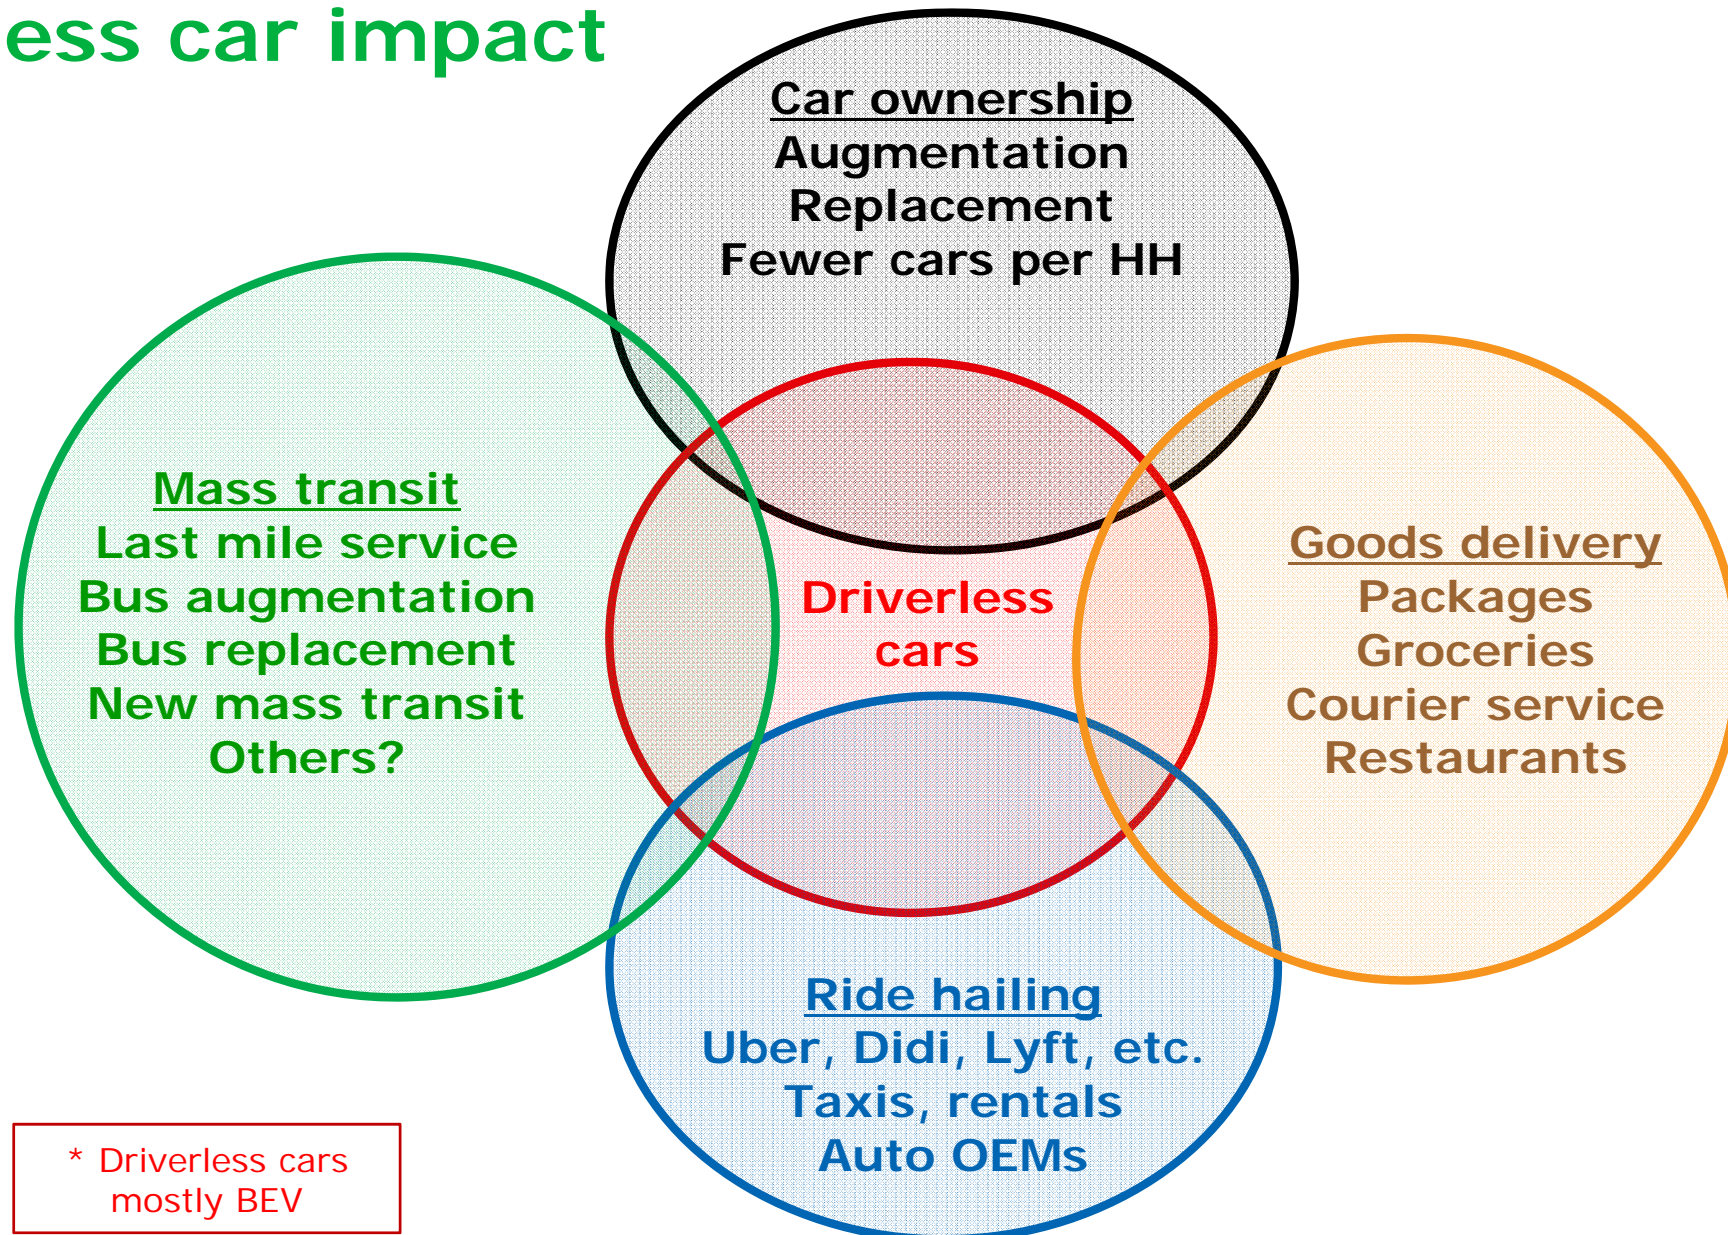 ess car impact
Car ownership
Augmentation
Replacement
Fewer cars per HH
Mass transit
Last mile service
Bus augmentation
Bus replacement
New mass transit
Others?
Driverless
cars
Goods delivery
Packages
Groceries
Courier service
Restaurants
Ride hailing
Uber, Didi, Lyft, etc.
Taxis, rentals
Auto OEMs
* Driverless cars
mostly BEV